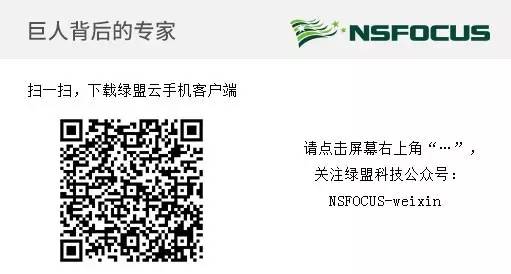 巨人背后的专家
NSFOCUS
扫一扫，下载绿盟云手机客户端
请点击屏幕右上角“…”，
关注绿盟科技公众号：
NSFOCUS-weixin